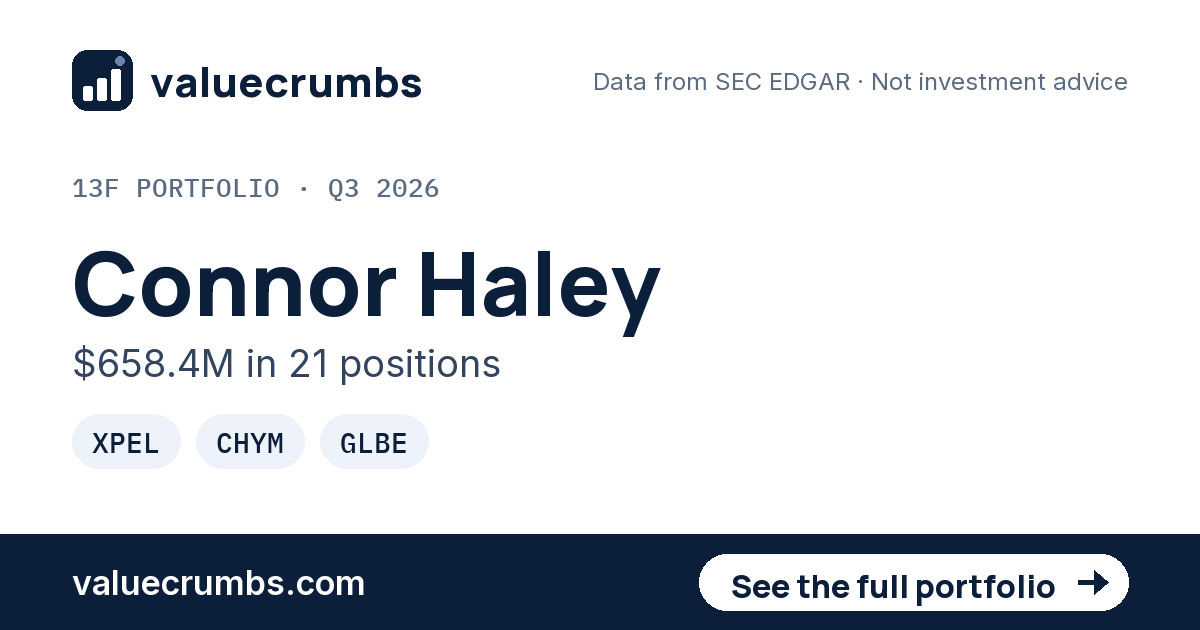 valuecrumbs
Data from SEC EDGAR · Not investment advice
13F PORTFOLIO · Q3 2026
Connor Haley
$658.4M in 21 positions
XPEL CHYM GLBE
valuecrumbs.com
See the full portfolio →